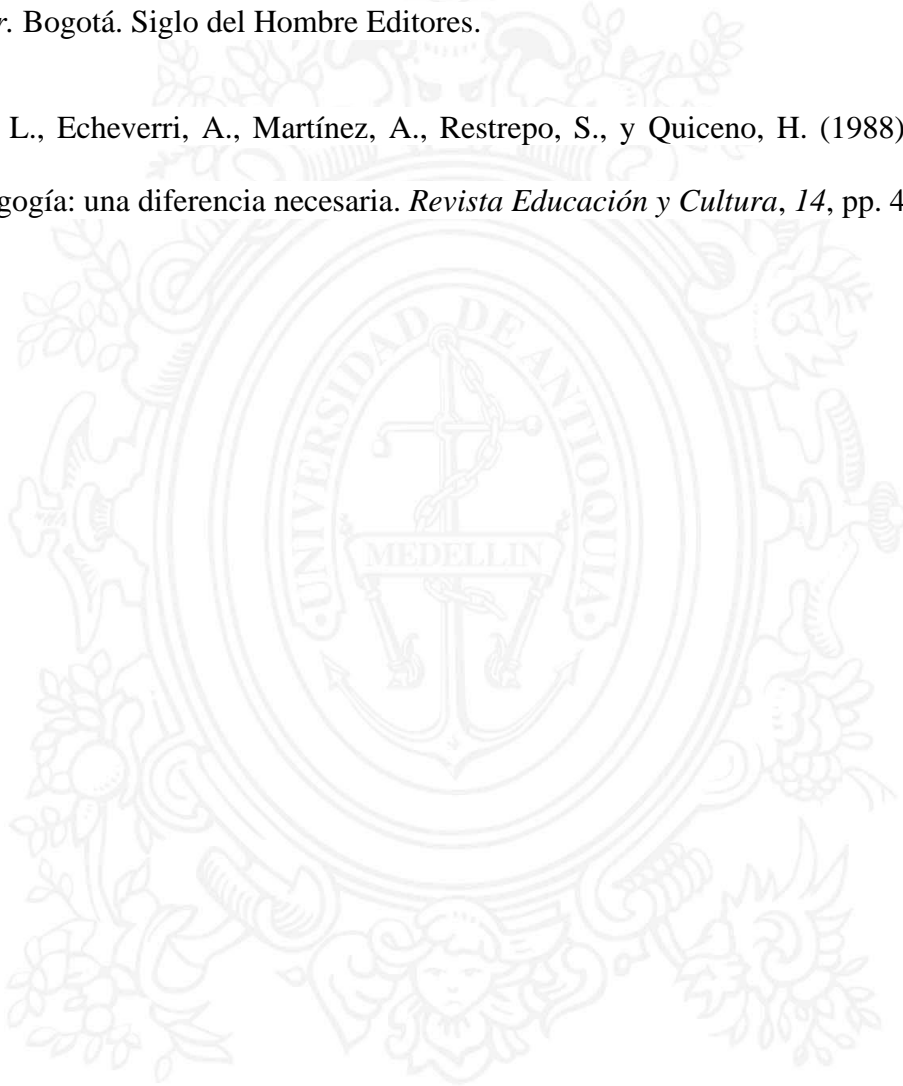 r. Bogotá. Siglo del Hombre Editores.
L., Echeverri, A., Martínez, A., Restrepo, S., y Quiceno, H. (1988)
gogía: una diferencia necesaria. Revista Educación y Cultura, 14, pp. 4
UNIVERSIDAD DE ANTIOQUIA
MEDELLIN